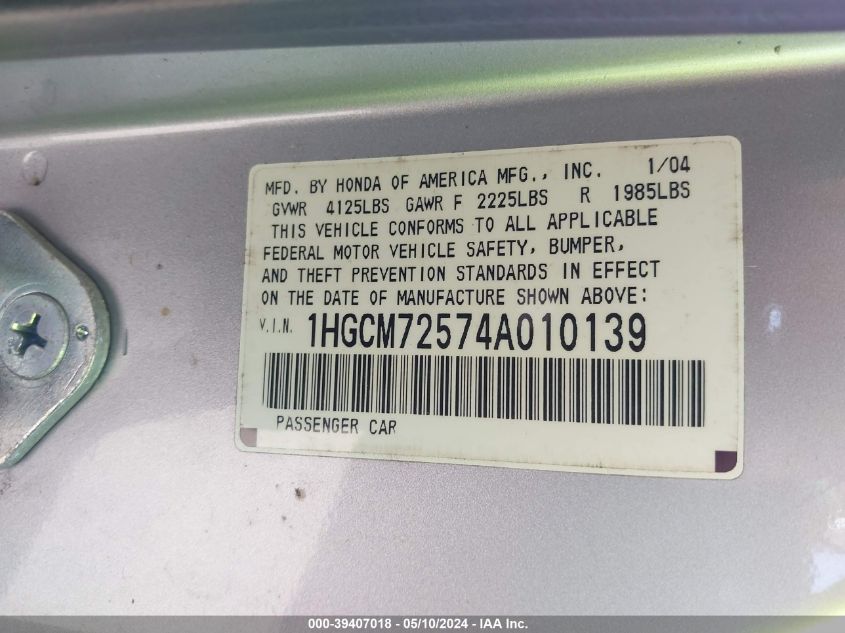 MFD. BY HONDA OF AMERICA MFG., INC. 1/04
GVWR 4125LBS GAWR F 2225LBS R 1985LBS
THIS VEHICLE CONFORMS TO ALL APPLICABLE
FEDERAL MOTOR VEHICLE SAFETY, BUMPER,
AND THEFT PREVENTION STANDARDS IN EFFECT
ON THE DATE OF MANUFACTURE SHOWN ABOVE:
V.I.N. 1HGCM72574A010139
PASSENGER CAR
000-39407018 - 05/10/2024 - IAA Inc.